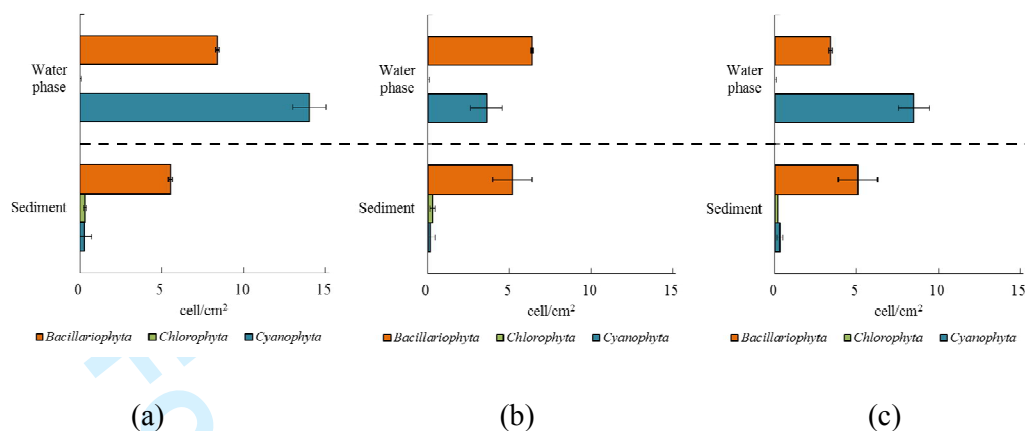 Water
phase
Sediment
0 5 10 15
cell/cm²
Bacillariophyta Chlorophyta Cyanophyta
(a)
Water
phase
Sediment
0 5 10 15
cell/cm²
Bacillariophyta Chlorophyta Cyanophyta
(b)
Water
phase
Sediment
0 5 10 15
cell/cm²
Bacillariophyta Chlorophyta Cyanophyta
(c)